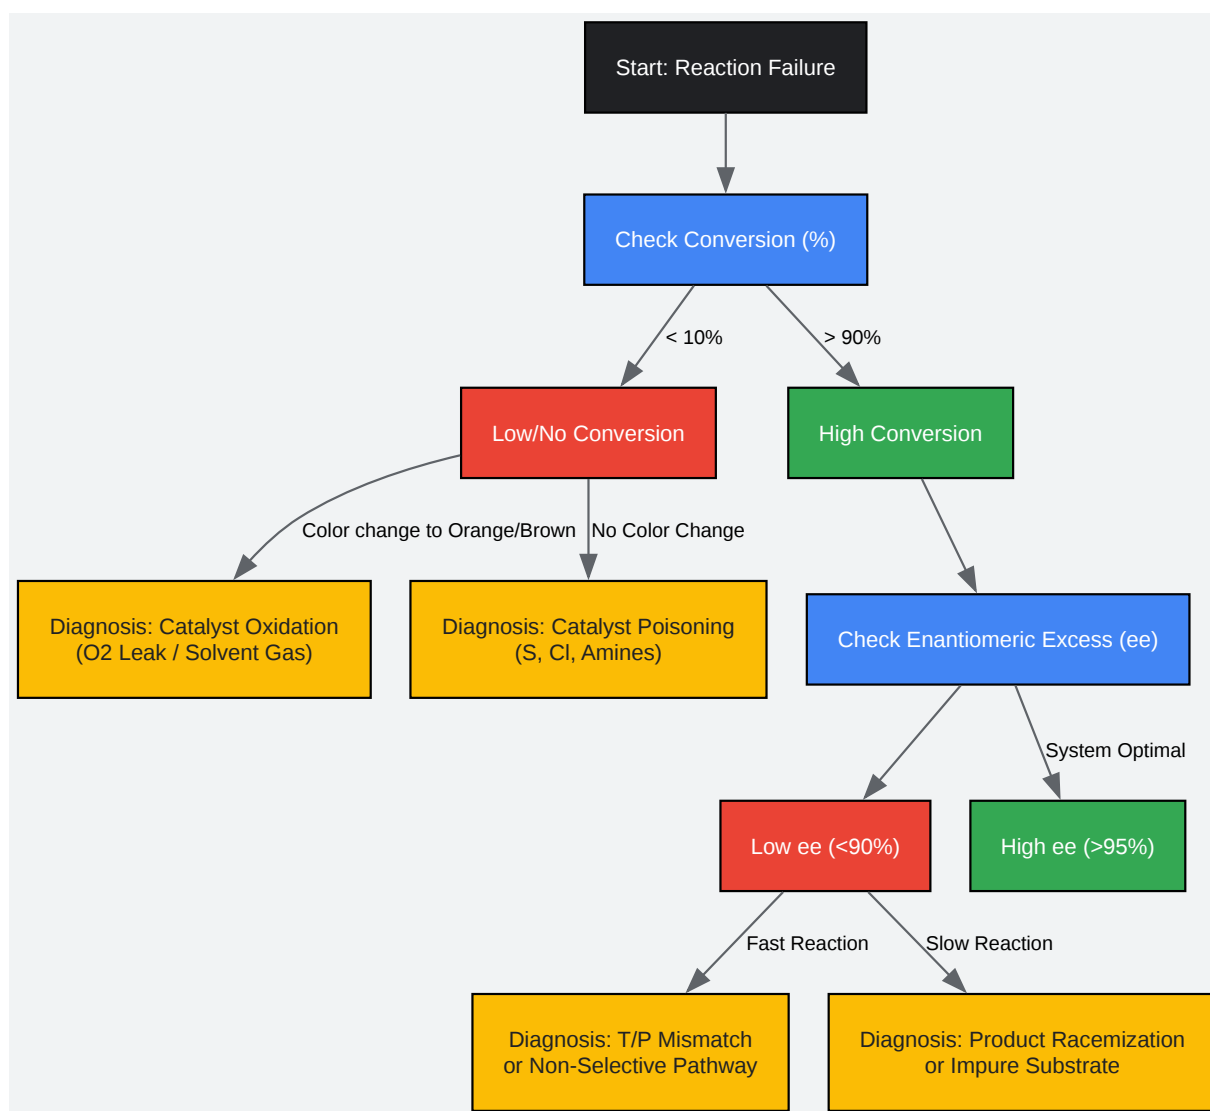 Start: Reaction Failure
Check Conversion (%)
< 10%
> 90%
Low/No Conversion
High Conversion
Color change to Orange/Brown
No Color Change
Diagnosis: Catalyst Oxidation
(O2 Leak / Solvent Gas)
Diagnosis: Catalyst Poisoning
(S, Cl, Amines)
Check Enantiomeric Excess (ee)
System Optimal
Low ee (<90%)
High ee (>95%)
Fast Reaction
Slow Reaction
Diagnosis: T/P Mismatch
or Non-Selective Pathway
Diagnosis: Product Racemization
or Impure Substrate